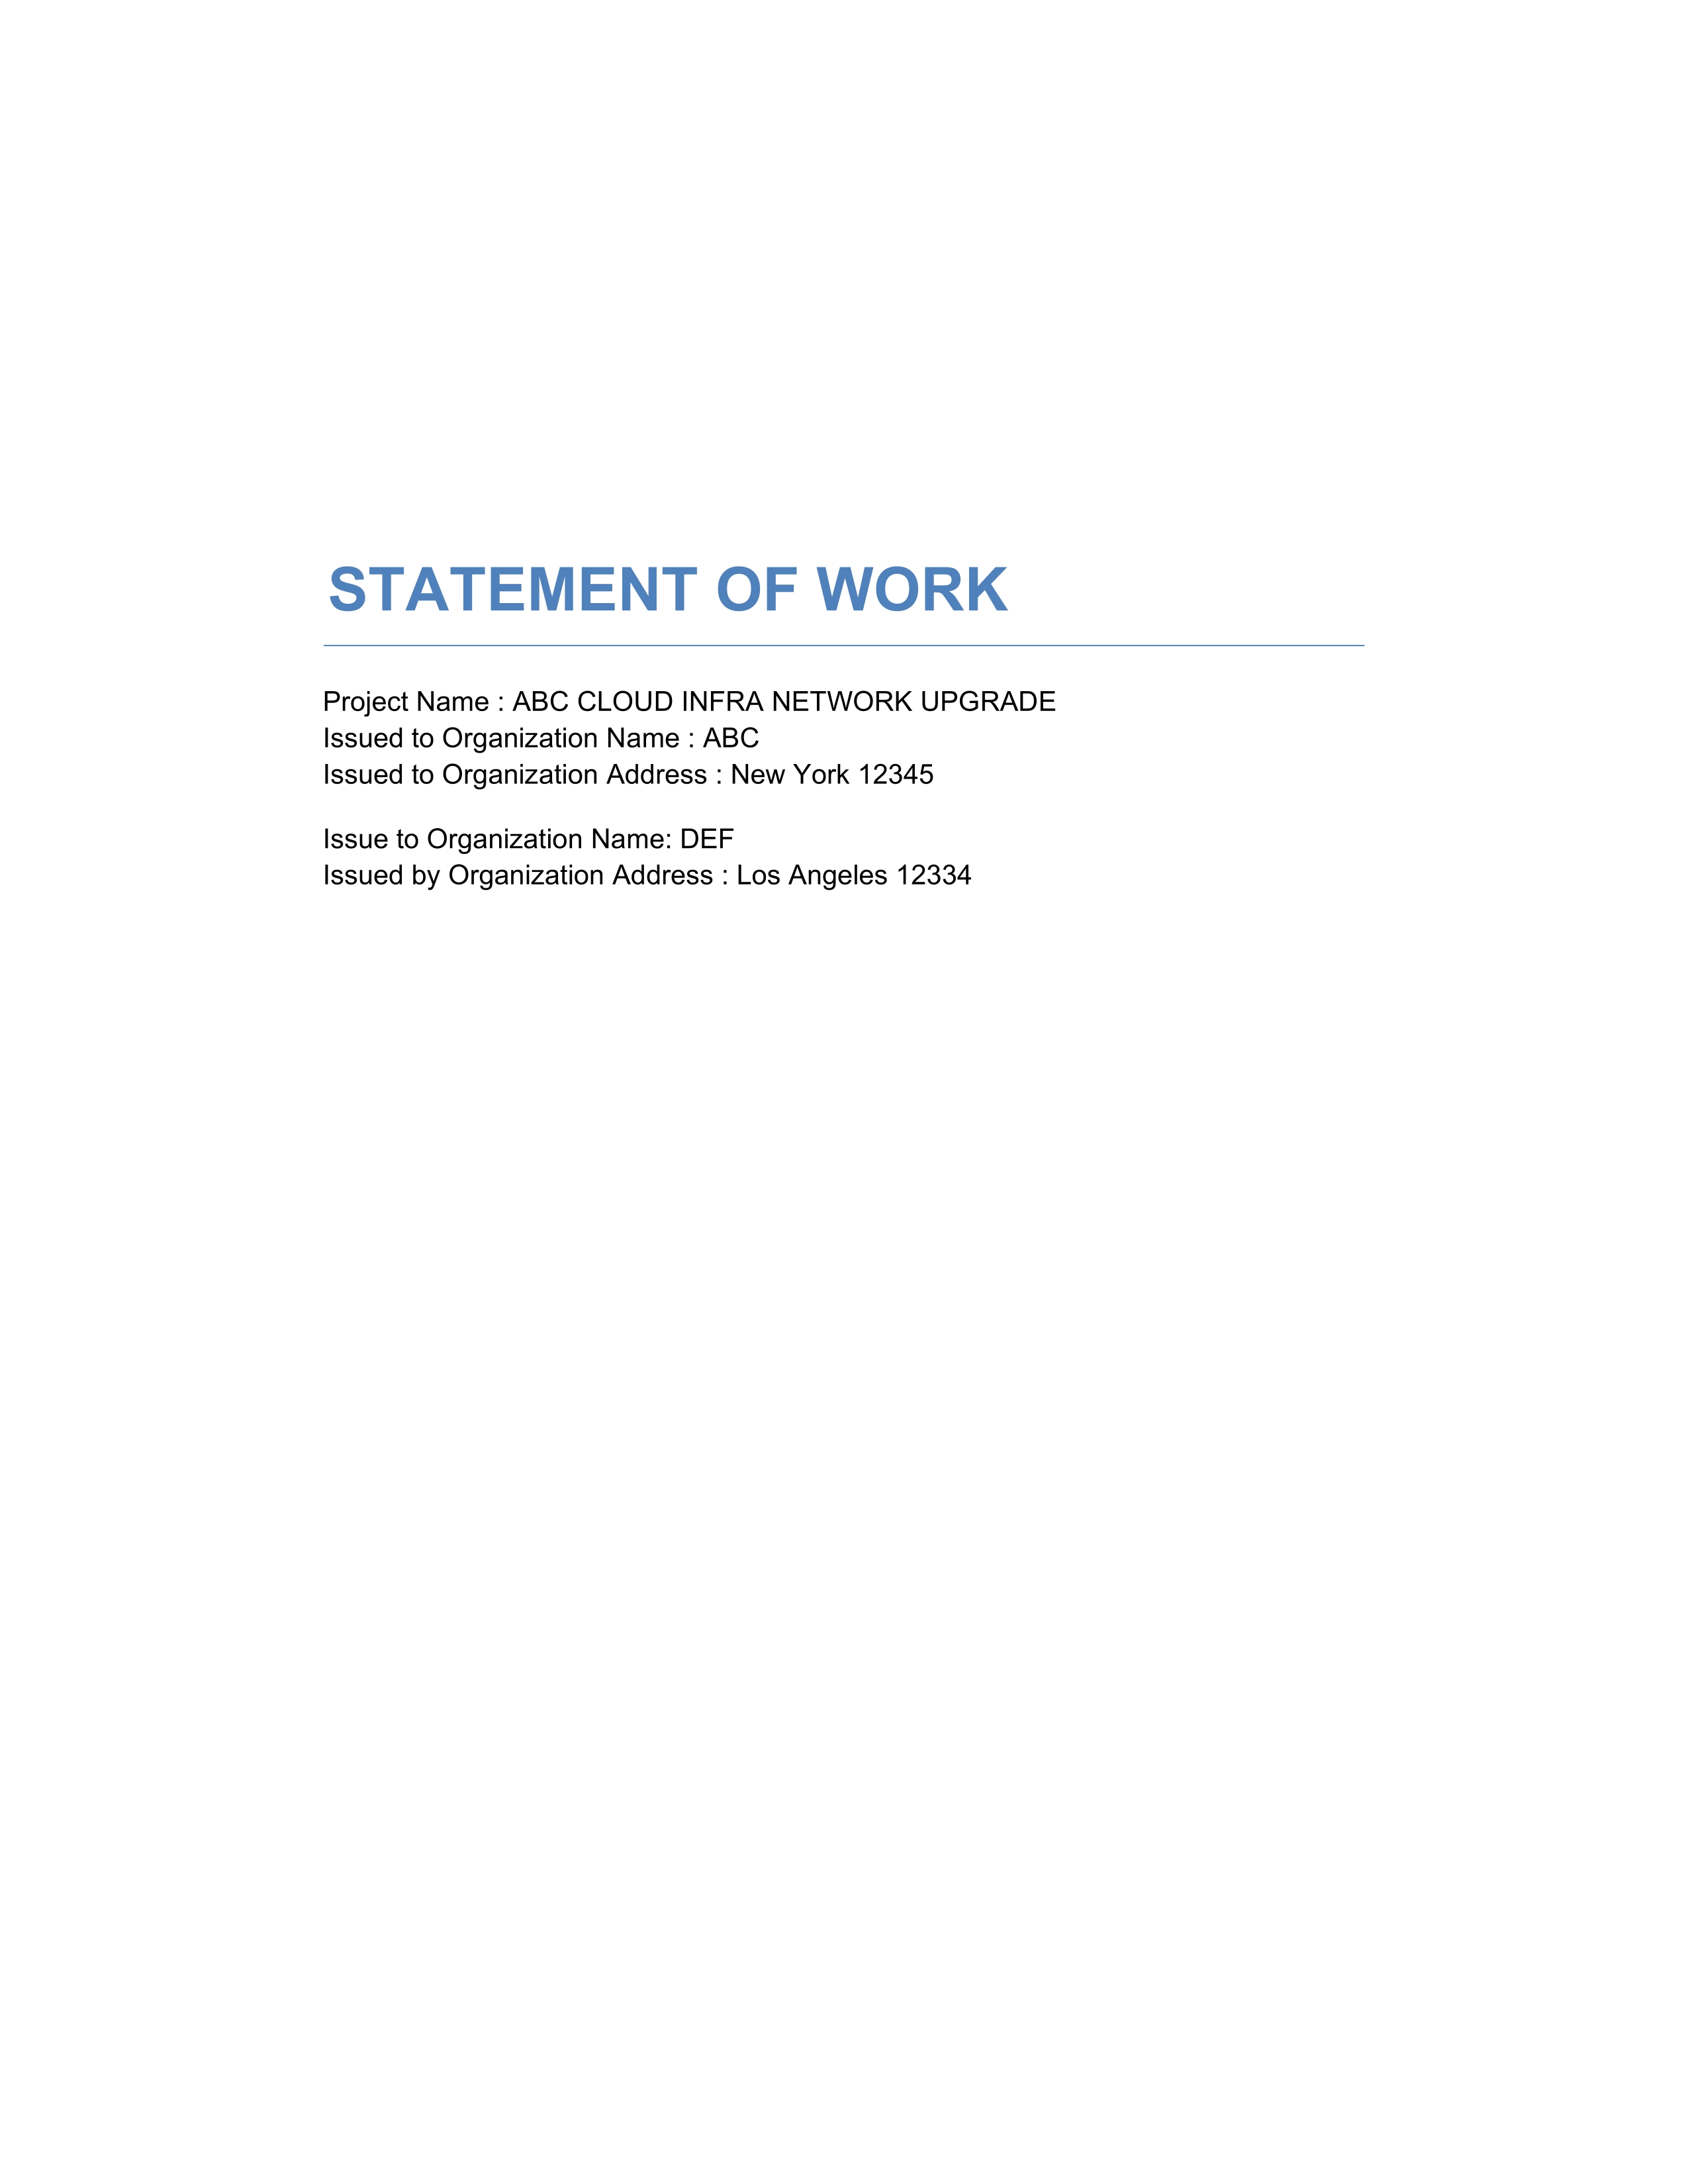 STATEMENT OF WORK
Project Name : ABC CLOUD INFRA NETWORK UPGRADE
Issued to Organization Name : ABC
Issued to Organization Address : New York 12345
Issue to Organization Name: DEF
Issued by Organization Address : Los Angeles 12334